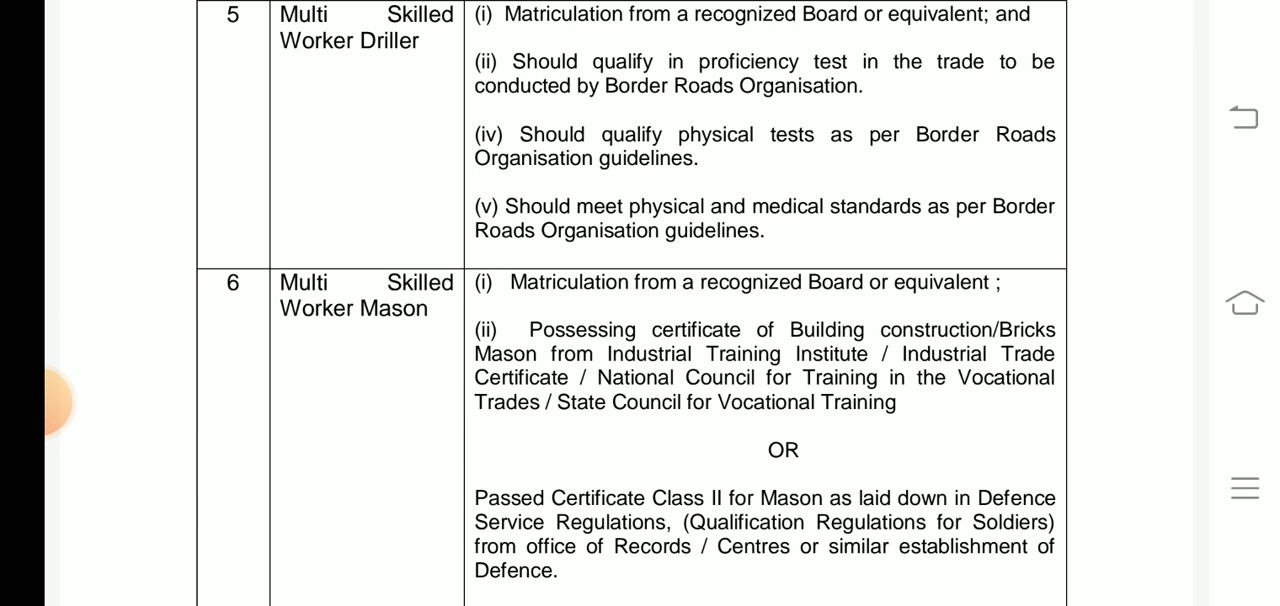 5
Multi Skilled
Worker Driller
(i) Matriculation from a recognized Board or equivalent; and
(ii) Should qualify in proficiency test in the trade to be
conducted by Border Roads Organisation.
(iv) Should qualify physical tests as per Border Roads
Organisation guidelines.
(v) Should meet physical and medical standards as per Border
Roads Organisation guidelines.
6
Multi Skilled
Worker Mason
(i) Matriculation from a recognized Board or equivalent ;
(ii) Possessing certificate of Building construction/Bricks
Mason from Industrial Training Institute / Industrial Trade
Certificate / National Council for Training in the Vocational
Trades / State Council for Vocational Training
OR
Passed Certificate Class II for Mason as laid down in Defence
Service Regulations, (Qualification Regulations for Soldiers)
from office of Records / Centres or similar establishment of
Defence.